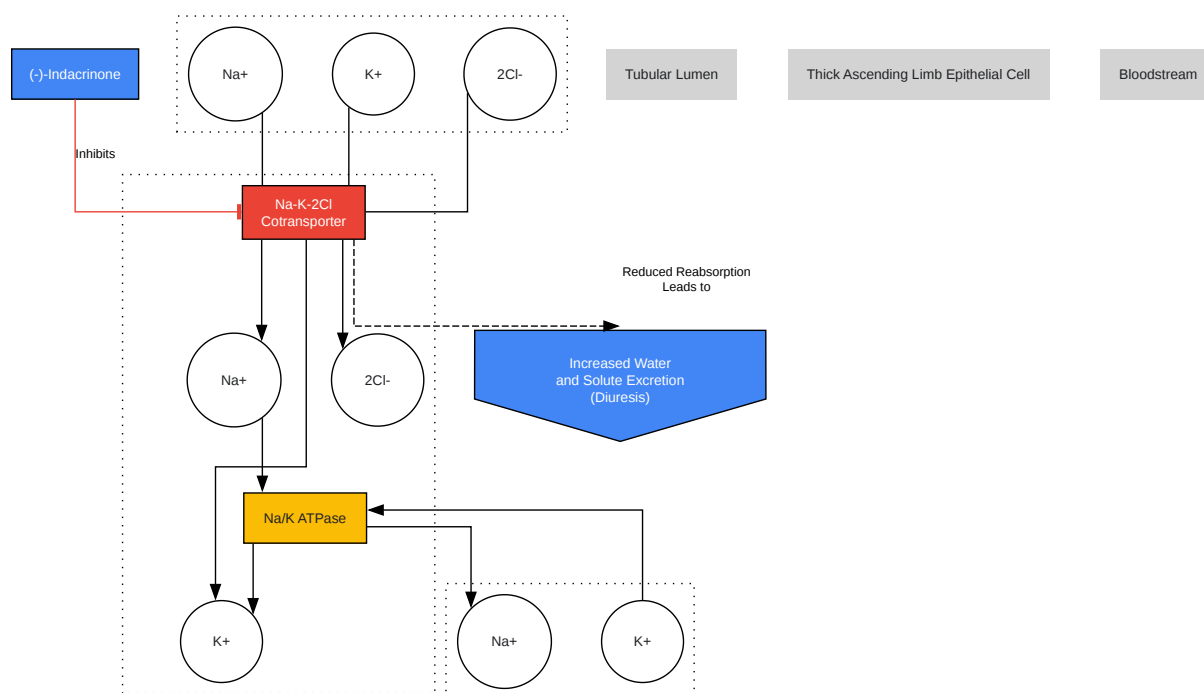 (-)-Indacrinone
Na+
K+
2Cl-
Tubular Lumen
Thick Ascending Limb Epithelial Cell
Bloodstream
Inhibits
Na-K-2Cl
Cotransporter
Reduced Reabsorption
Leads to
Na+
2Cl-
Increased Water
and Solute Excretion
(Diuresis)
Na/K ATPase
K+
Na+
K+